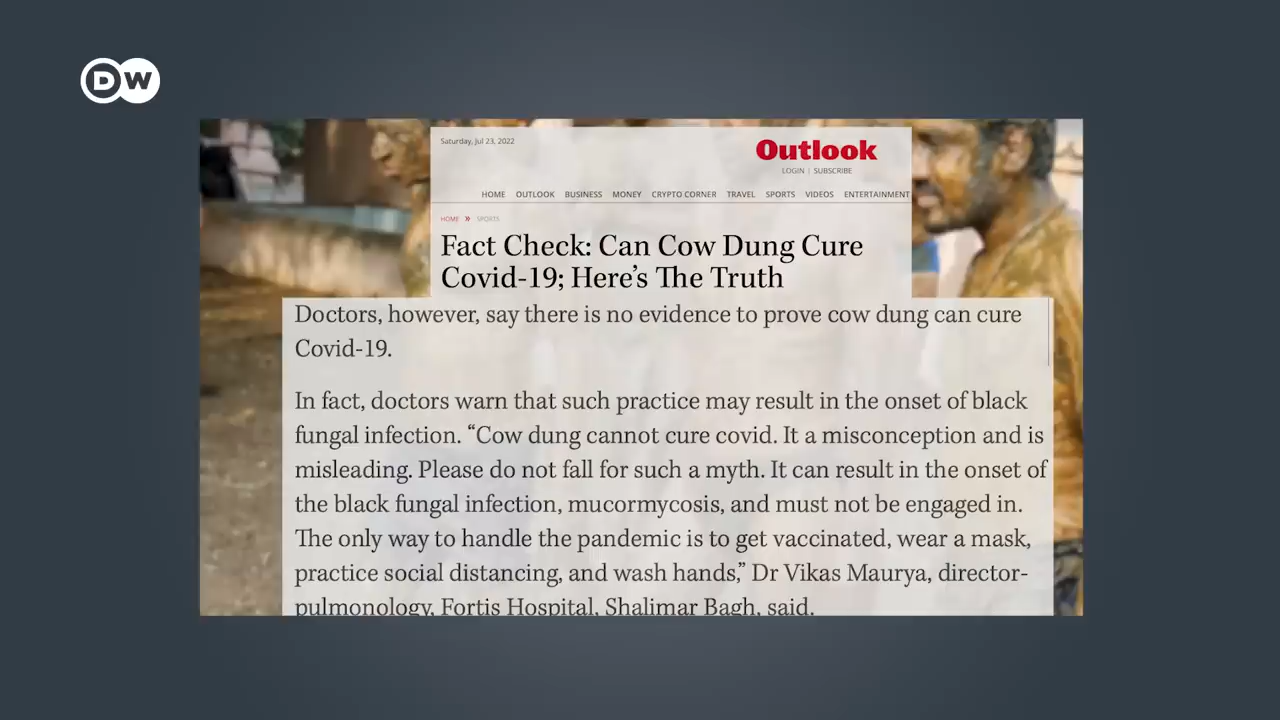 DW
Saturday, Jul 23, 2022
Outlook
LOGIN | SUBSCRIBE
HOME OUTLOOK BUSINESS MONEY CRYPTO CORNER TRAVEL SPORTS VIDEOS ENTERTAINMENT
HOME » SPORTS
Fact Check: Can Cow Dung Cure
Covid-19; Here’s The Truth
Doctors, however, say there is no evidence to prove cow dung can cure
Covid-19.
In fact, doctors warn that such practice may result in the onset of black
fungal infection. “Cow dung cannot cure covid. It a misconception and is
misleading. Please do not fall for such a myth. It can result in the onset of
the black fungal infection, mucormycosis, and must not be engaged in.
The only way to handle the pandemic is to get vaccinated, wear a mask,
practice social distancing, and wash hands,” Dr Vikas Maurya, director-
pulmonology, Fortis Hospital, Shalimar Bagh, said.